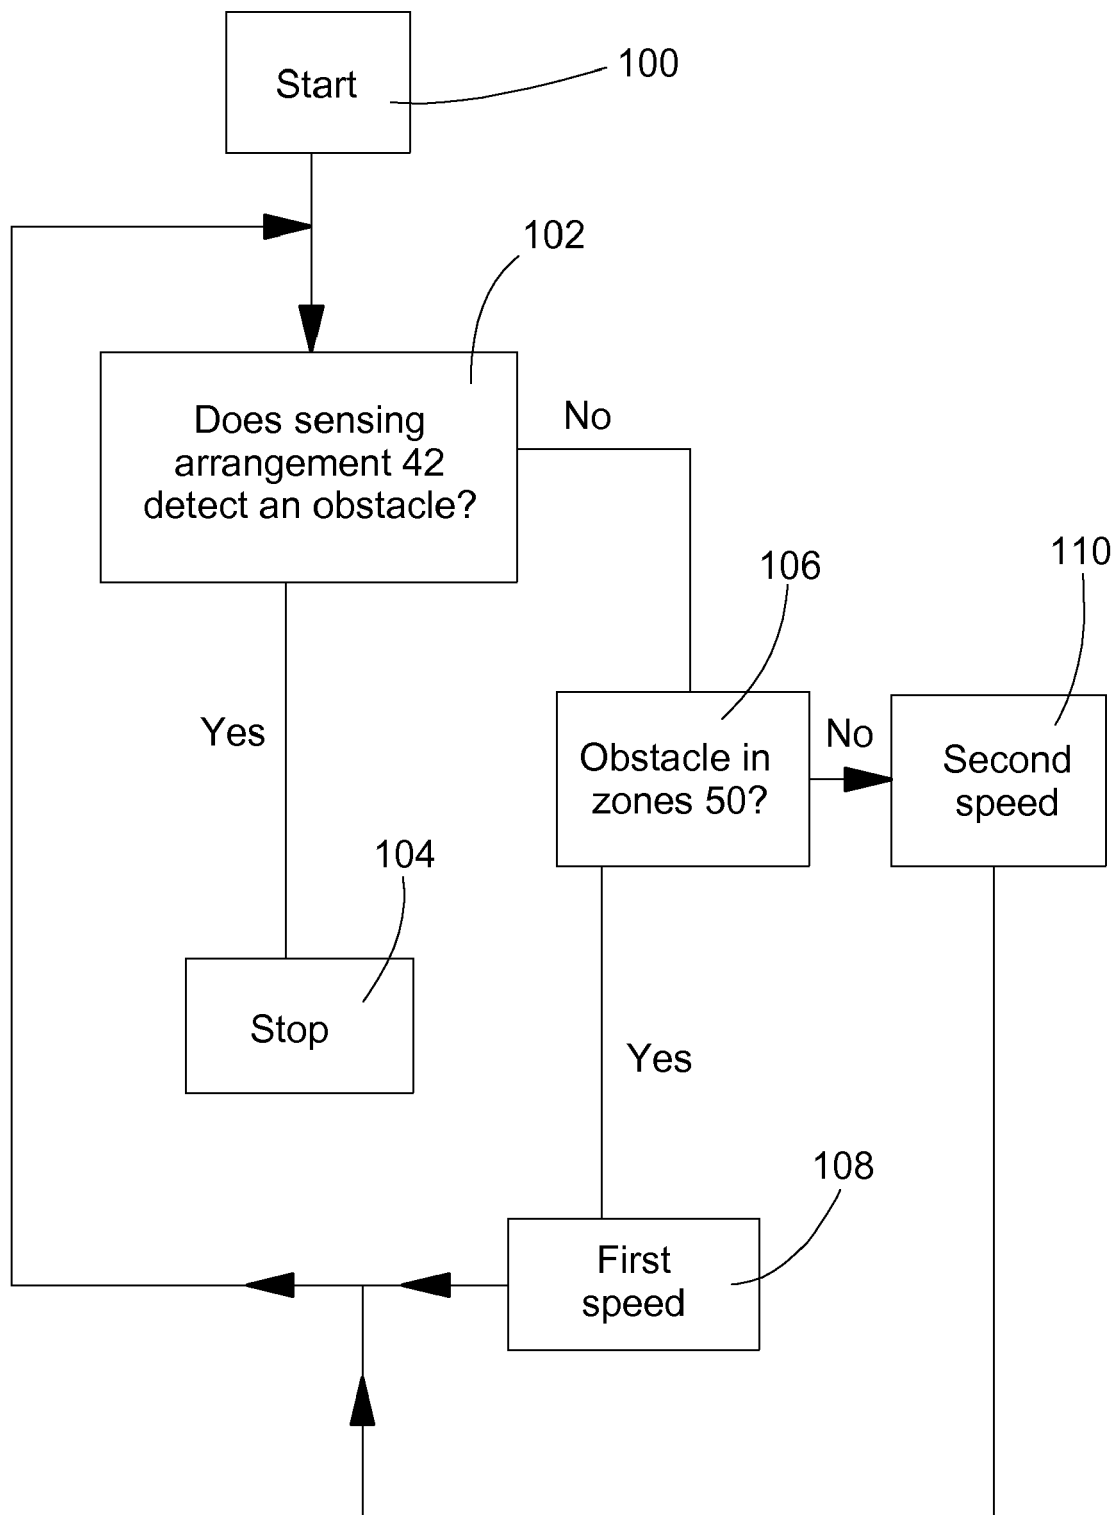 Start
100
102
Does sensing
arrangement 42
detect an obstacle?
No
106
110
Yes
Obstacle in
zones 50?
No
Second
speed
104
Stop
Yes
108
First
speed